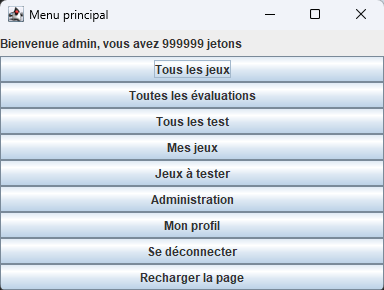 Menu principal
Bienvenue admin, vous avez 999999 jetons
Tous les jeux
Toutes les évaluations
Tous les test
Mes jeux
Jeux à tester
Administration
Mon profil
Se déconnecter
Recharger la page